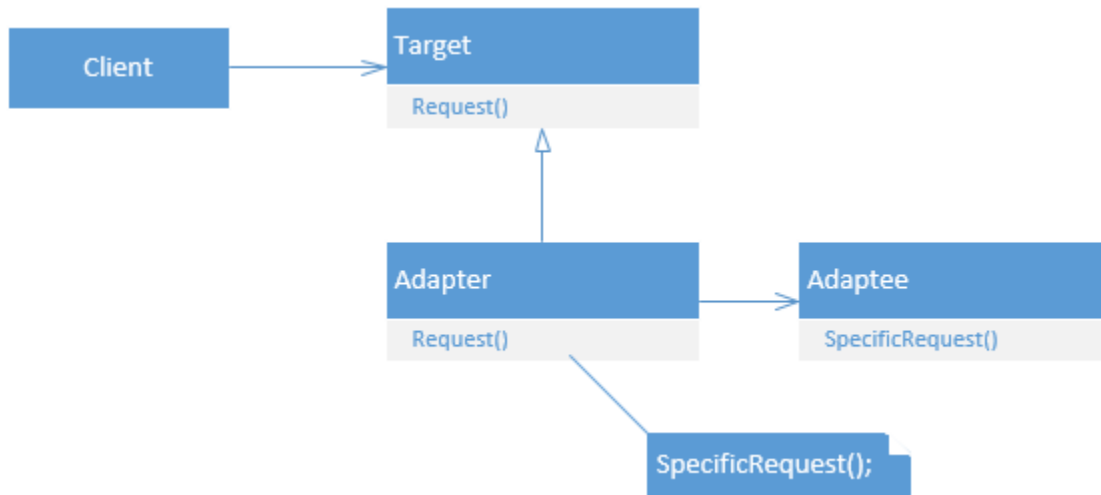 Client
Target
Request()
Adapter
Request()
Adaptee
SpecificRequest()
SpecificRequest();